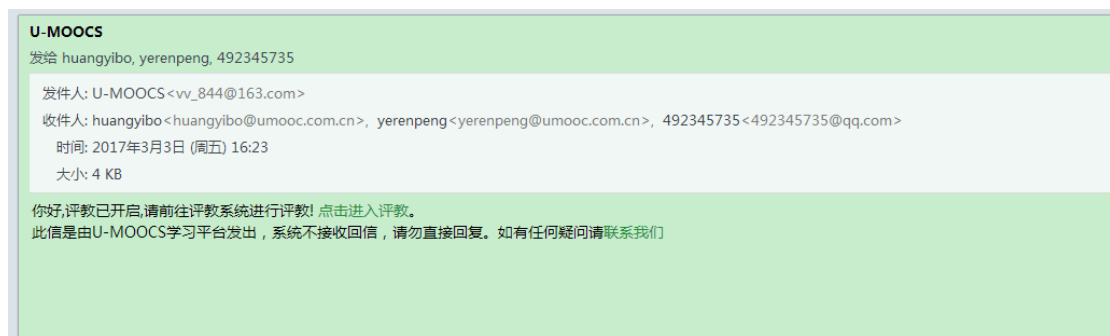 U-MOOCS
发给 huangyibo, yerenpeng, 492345735
发件人: U-MOOCS<vv_844@163.com>
收件人: huangyibo<huangyibo@umooc.com.cn>, yerenpeng<yerenpeng@umooc.com.cn>, 492345735<492345735@qq.com>
时间: 2017年3月3日 (周五) 16:23
大小: 4 KB
你好,评教已开启,请前往评教系统进行评教! 点击进入评教。
此信是由U-MOOCS学习平台发出，系统不接收回信，请勿直接回复。如有任何疑问请联系我们